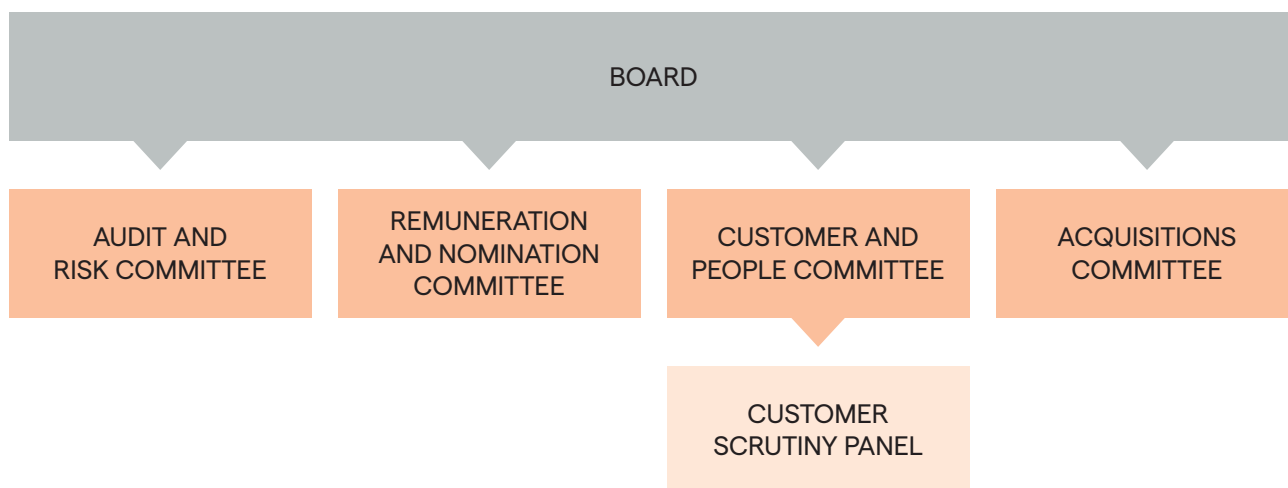 BOARD
AUDIT AND
RISK COMMITTEE
REMUNERATION
AND NOMINATION
COMMITTEE
CUSTOMER AND
PEOPLE COMMITTEE
ACQUISITIONS
COMMITTEE
CUSTOMER
SCRUTINY PANEL